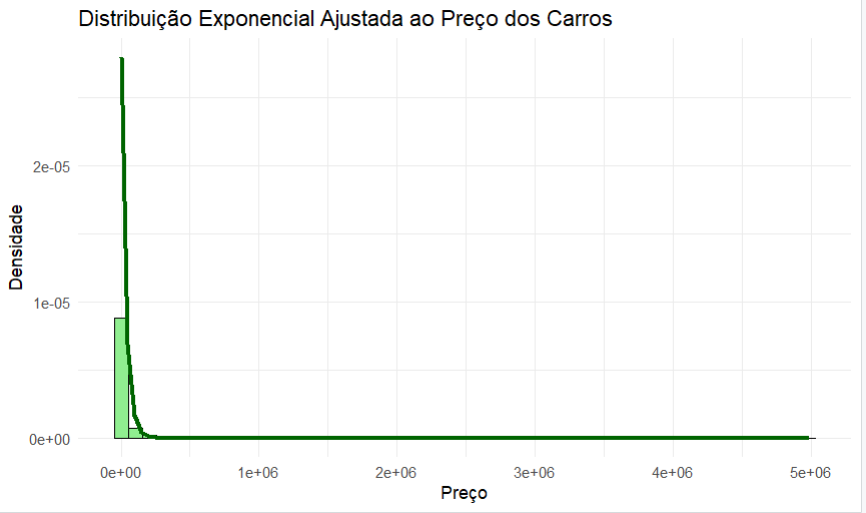 Distribuição Exponencial Ajustada ao Preço dos Carros
Densidade
2e-05
1e-05
0e+00
0e+00 1e+06 2e+06 3e+06 4e+06 5e+06
Preço